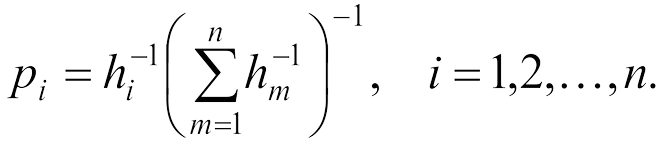 p_i = h_i^{-1} \left( \sum_{m=1}^{n} h_m^{-1} \right)^{-1}, \quad i = 1,2,\ldots,n.